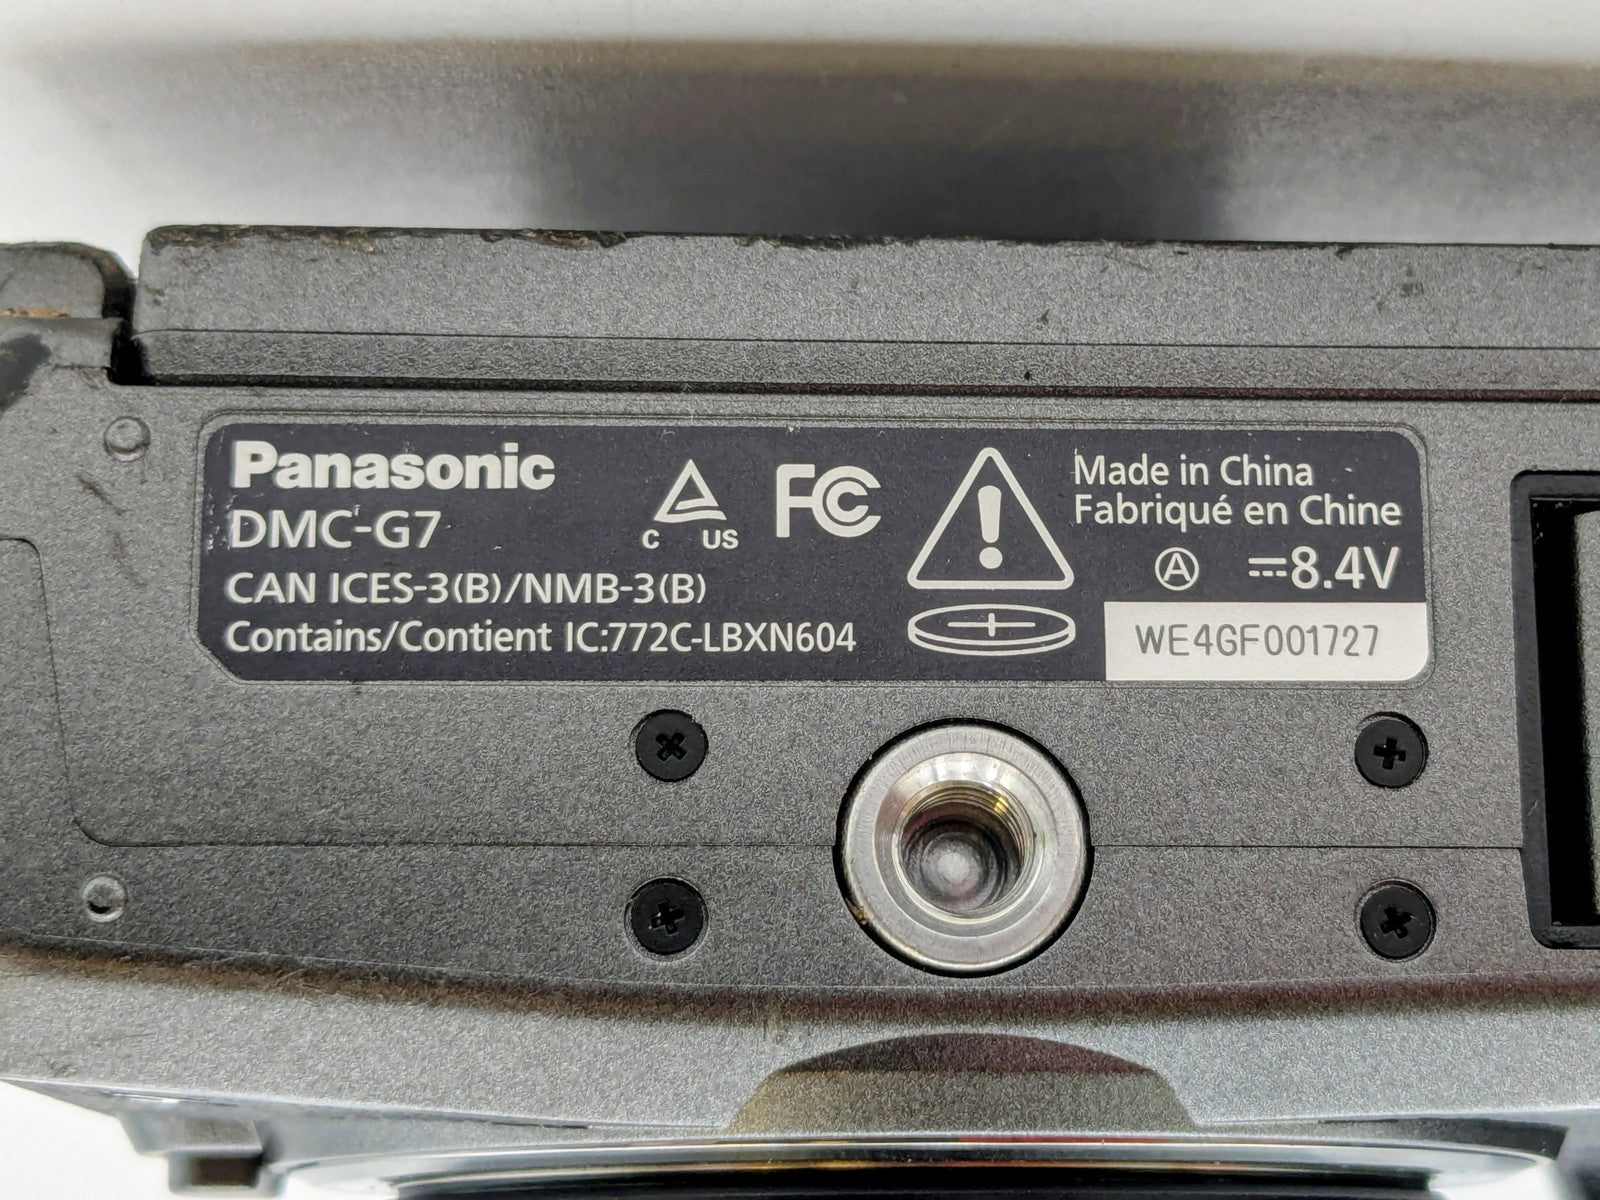 Panasonic
DMC-G7
C US
FC
CAN ICES-3(B)/NMB-3(B)
Contains/Contient IC:772C-LBXN604
Made in China
Fabriqué en Chine
A ⎓8.4V
WE4GF001727